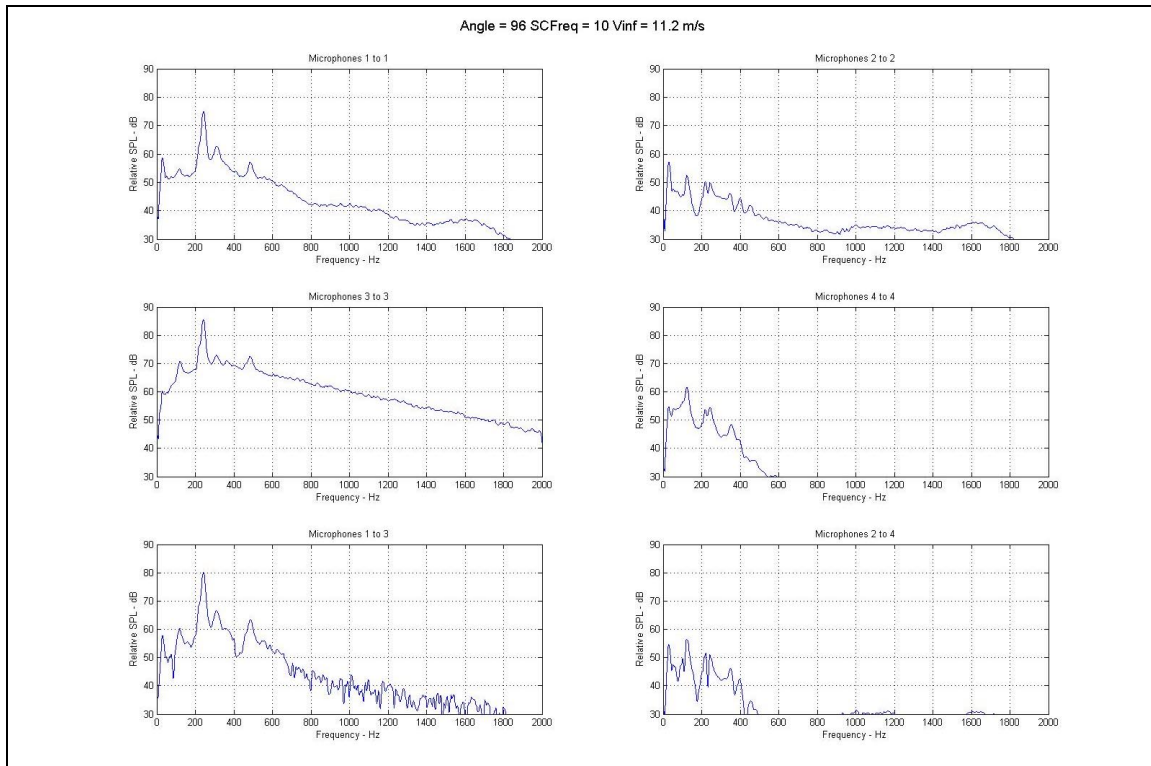 Angle = 96 SCFreq = 10 Vinf = 11.2 m/s
Microphones 1 to 1
90
80
70
60
50
40
30
Relative SPL - dB
0 200 400 600 800 1000 1200 1400 1600 1800 2000
Frequency - Hz
Microphones 2 to 2
90
80
70
60
50
40
30
Relative SPL - dB
0 200 400 600 800 1000 1200 1400 1600 1800 2000
Frequency - Hz
Microphones 3 to 3
90
80
70
60
50
40
30
Relative SPL - dB
0 200 400 600 800 1000 1200 1400 1600 1800 2000
Frequency - Hz
Microphones 4 to 4
90
80
70
60
50
40
30
Relative SPL - dB
0 200 400 600 800 1000 1200 1400 1600 1800 2000
Frequency - Hz
Microphones 1 to 3
90
80
70
60
50
40
30
Relative SPL - dB
0 200 400 600 800 1000 1200 1400 1600 1800 2000
Frequency - Hz
Microphones 2 to 4
90
80
70
60
50
40
30
Relative SPL - dB
0 200 400 600 800 1000 1200 1400 1600 1800 2000
Frequency - Hz